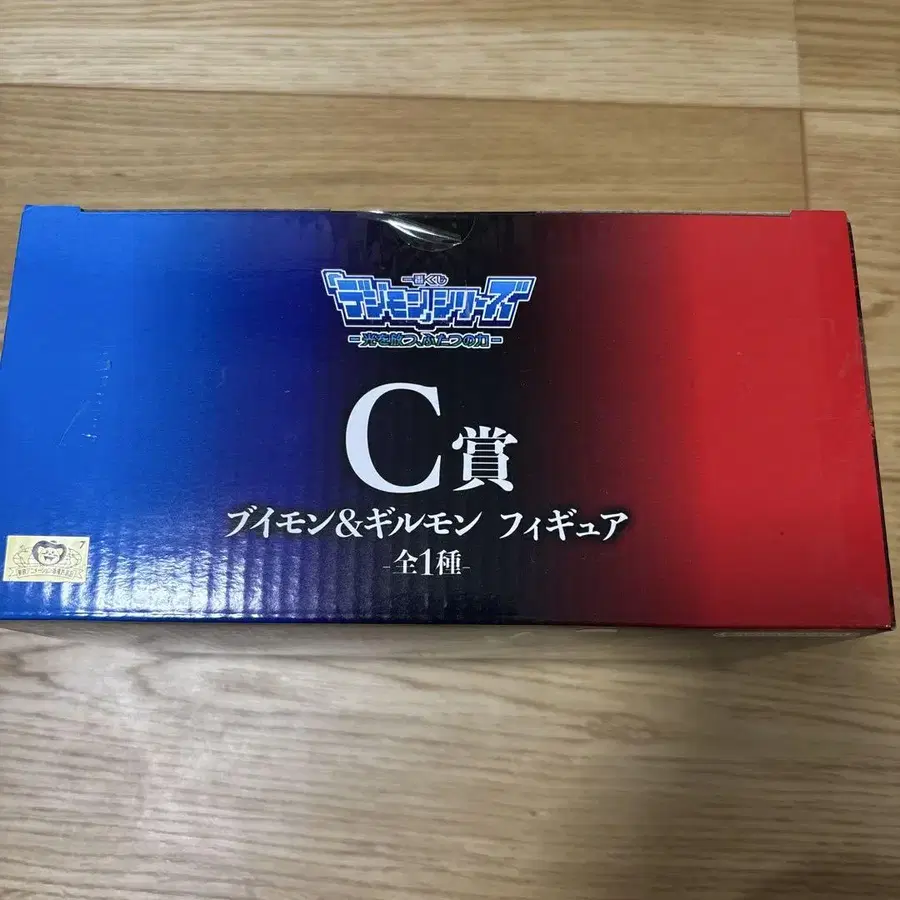 一番くじ
「デジモン」シリーズ
-光を放つ、ふたつの力-
C賞
ブイモン&ギルモン フィギュア
-全1種-